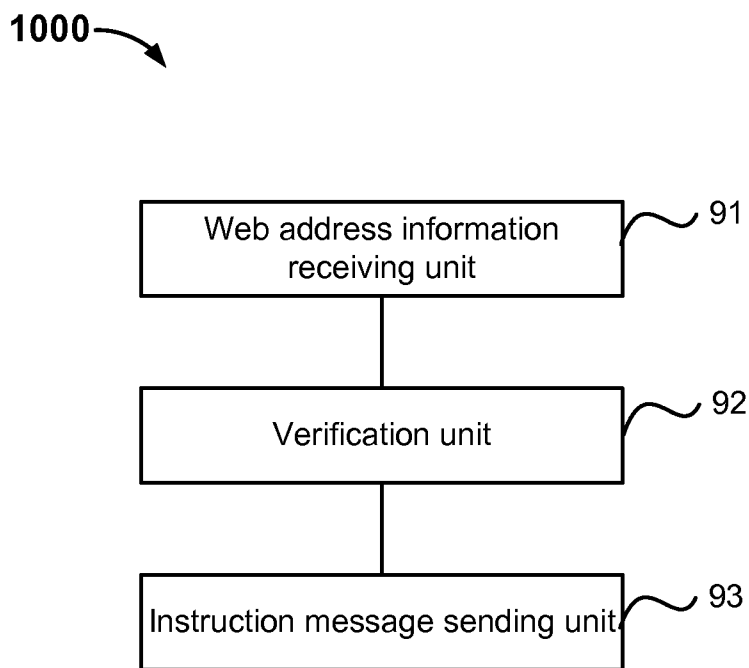 1000
Web address information
receiving unit
91
Verification unit
92
Instruction message sending unit
93